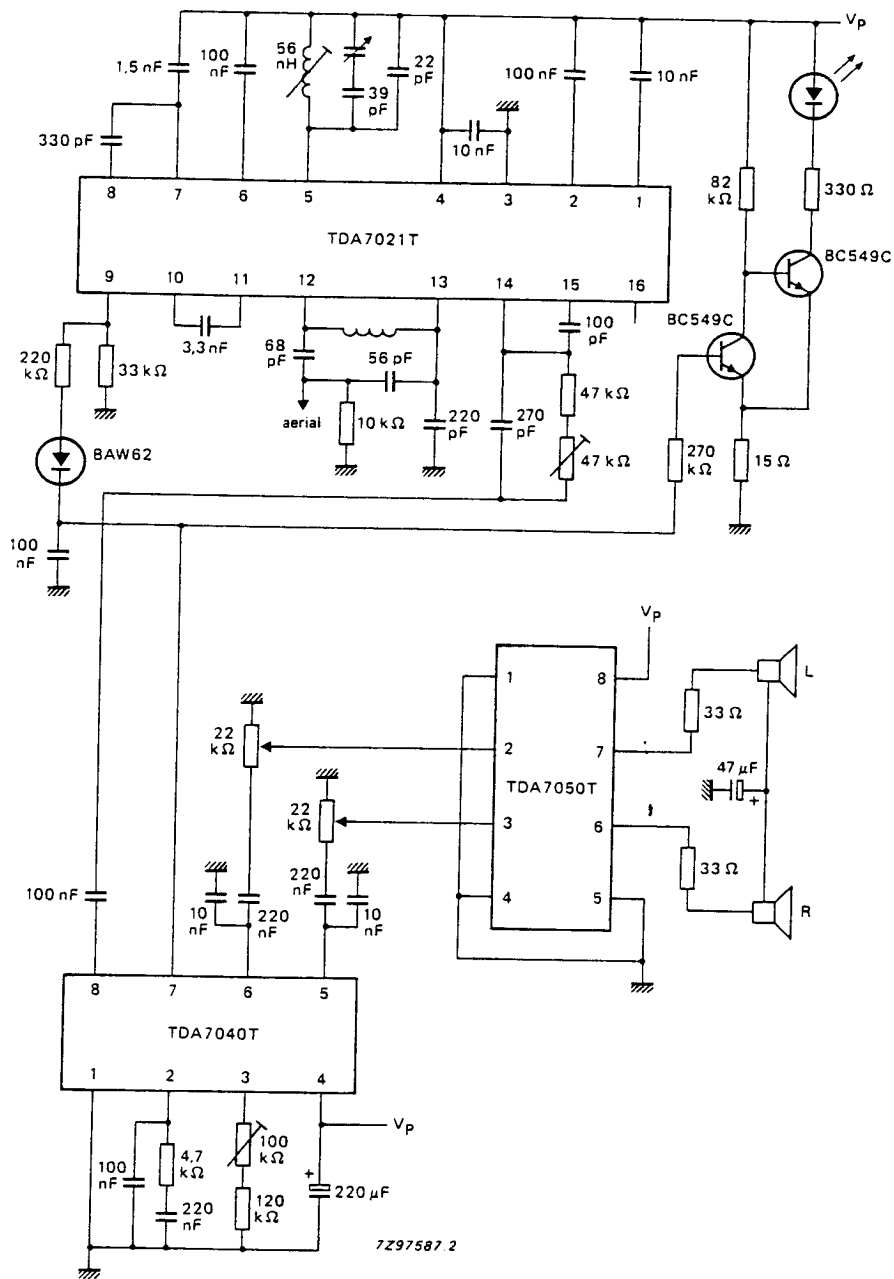 Vp
1,5 nF
100 nF
56 nH
39 pF
22 pF
100 nF
10 nF
330 pF
10 nF
82 kΩ
330 Ω
8 7 6 5 4 3 2 1
TDA7021T
BC549C
9 10 11 12 13 14 15 16
BC549C
220 kΩ
33 kΩ
3,3 nF
68 pF
56 pF
100 pF
47 kΩ
aerial
10 kΩ
220 pF
270 pF
47 kΩ
270 kΩ
15 Ω
BAW62
100 nF
Vp
1 8
L
33 Ω
22 kΩ
2 7
47 µF
+
TDA7050T
22 kΩ
3 6
33 Ω
100 nF
10 nF
220 nF
220 nF
10 nF
4 5
R
8 7 6 5
TDA7040T
1 2 3 4
Vp
100 nF
4,7 kΩ
220 nF
100 kΩ
120 kΩ
+
220 µF
7Z97587.2